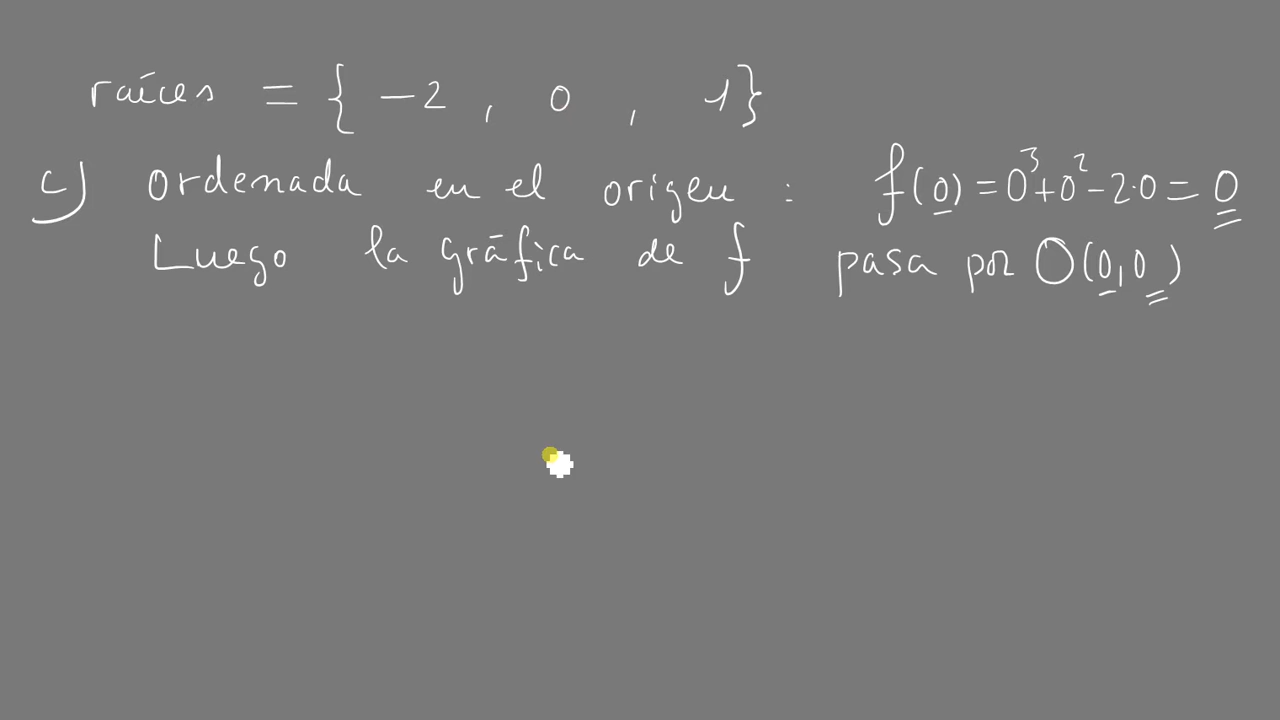 raíces = { -2 , 0 , 1}
c) Ordenada en el origen : f(0) = 0³+0²-2·0 = 0
Luego la gráfica de f pasa por O(0,0)